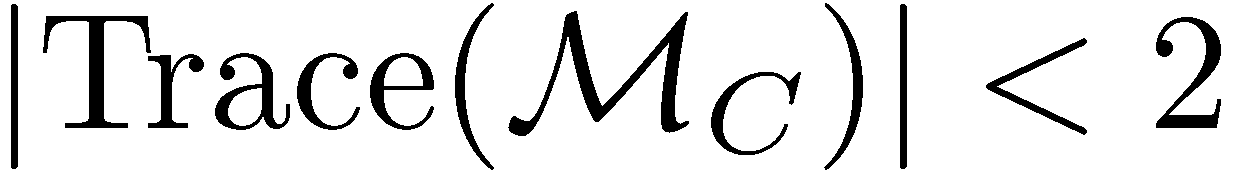 |Trace(ℳ_C)| < 2